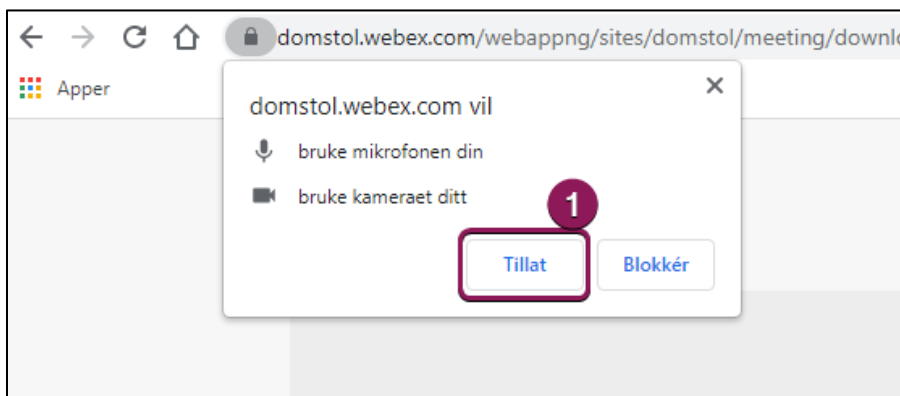 domstol.webex.com/webappng/sites/domstol/meeting/downl
Apper
domstol.webex.com vil
bruke mikrofonen din
bruke kameraet ditt
1
Tillat
Blokkér